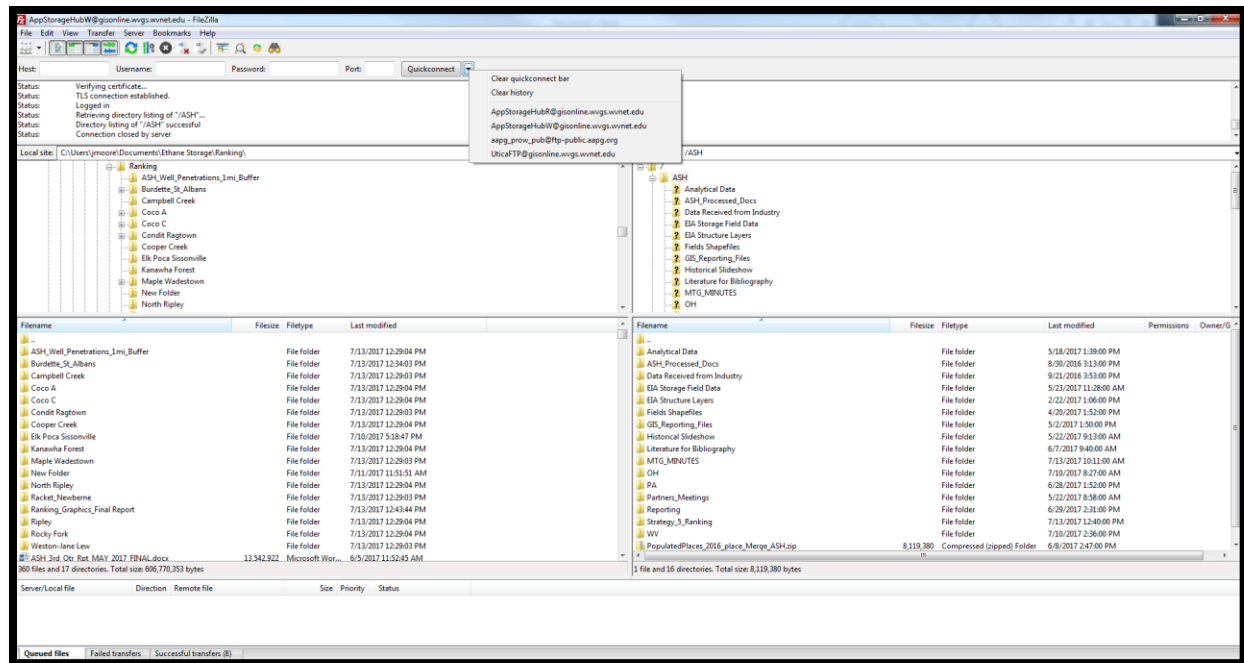 AppStorageHubW@gisonline.wvgs.wvnet.edu - FileZilla
File Edit View Transfer Server Bookmarks Help
Host: Username: Password: Port: Quickconnect
Clear quickconnect bar
Clear history
AppStorageHubR@gisonline.wvgs.wvnet.edu
AppStorageHubW@gisonline.wvgs.wvnet.edu
aapg_prow_pub@ftp-public.aapg.org
UticaFTP@gisonline.wvgs.wvnet.edu
Status: Verifying certificate...
Status: TLS connection established.
Status: Logged in
Status: Retrieving directory listing of "/ASH"...
Status: Directory listing of "/ASH" successful
Status: Connection closed by server
Local site: C:\Users\jmoore\Documents\Ethane Storage\Ranking\
Ranking
ASH_Well_Penetrations_1mi_Buffer
Burdette_St_Albans
Campbell Creek
Coco A
Coco C
Condit Ragtown
Cooper Creek
Elk Poca Sissonville
Kanawha Forest
Maple Wadestown
New Folder
North Ripley
/ASH
/
ASH
Analytical Data
ASH_Processed_Docs
Data Received from Industry
EIA Storage Field Data
EIA Structure Layers
Fields Shapefiles
GIS_Reporting_Files
Historical Slideshow
Literature for Bibliography
MTG_MINUTES
OH
Filename Filesize Filetype Last modified
..
ASH_Well_Penetrations_1mi_Buffer File folder 7/13/2017 12:29:04 PM
Burdette_St_Albans File folder 7/13/2017 12:34:03 PM
Campbell Creek File folder 7/13/2017 12:29:03 PM
Coco A File folder 7/13/2017 12:29:04 PM
Coco C File folder 7/13/2017 12:29:04 PM
Condit Ragtown File folder 7/13/2017 12:29:03 PM
Cooper Creek File folder 7/13/2017 12:29:04 PM
Elk Poca Sissonville File folder 7/10/2017 5:18:47 PM
Kanawha Forest File folder 7/13/2017 12:29:04 PM
Maple Wadestown File folder 7/13/2017 12:29:03 PM
New Folder File folder 7/11/2017 11:51:51 AM
North Ripley File folder 7/13/2017 12:29:04 PM
Racket_Newberne File folder 7/13/2017 12:29:03 PM
Ranking_Graphics_Final Report File folder 7/13/2017 12:43:44 PM
Ripley File folder 7/13/2017 12:29:04 PM
Rocky Fork File folder 7/13/2017 12:29:04 PM
Weston-Jane Lew File folder 7/13/2017 12:29:03 PM
ASH_3rd_Qtr_Rpt_MAY_2017_FINAL.docx 13,542,922 Microsoft Wor... 6/5/2017 11:52:45 AM
360 files and 17 directories. Total size: 606,770,353 bytes
Filename Filesize Filetype Last modified Permissions Owner/G
..
Analytical Data File folder 5/18/2017 1:39:00 PM
ASH_Processed_Docs File folder 8/30/2016 3:13:00 PM
Data Received from Industry File folder 9/21/2016 3:53:00 PM
EIA Storage Field Data File folder 5/23/2017 11:28:00 AM
EIA Structure Layers File folder 2/22/2017 1:06:00 PM
Fields Shapefiles File folder 4/20/2017 1:52:00 PM
GIS_Reporting_Files File folder 5/2/2017 1:50:00 PM
Historical Slideshow File folder 5/22/2017 9:13:00 AM
Literature for Bibliography File folder 6/7/2017 9:40:00 AM
MTG_MINUTES File folder 7/13/2017 10:11:00 AM
OH File folder 7/10/2017 8:27:00 AM
PA File folder 6/28/2017 1:52:00 PM
Partners_Meetings File folder 5/22/2017 8:58:00 AM
Reporting File folder 6/29/2017 2:31:00 PM
Strategy_5_Ranking File folder 7/13/2017 12:40:00 PM
WV File folder 7/10/2017 2:36:00 PM
PopulatedPlaces_2016_place_Merge_ASH.zip 8,119,380 Compressed (zipped) Folder 6/8/2017 2:47:00 PM
1 file and 16 directories. Total size: 8,119,380 bytes
Server/Local file Direction Remote file Size Priority Status
Queued files Failed transfers Successful transfers (8)